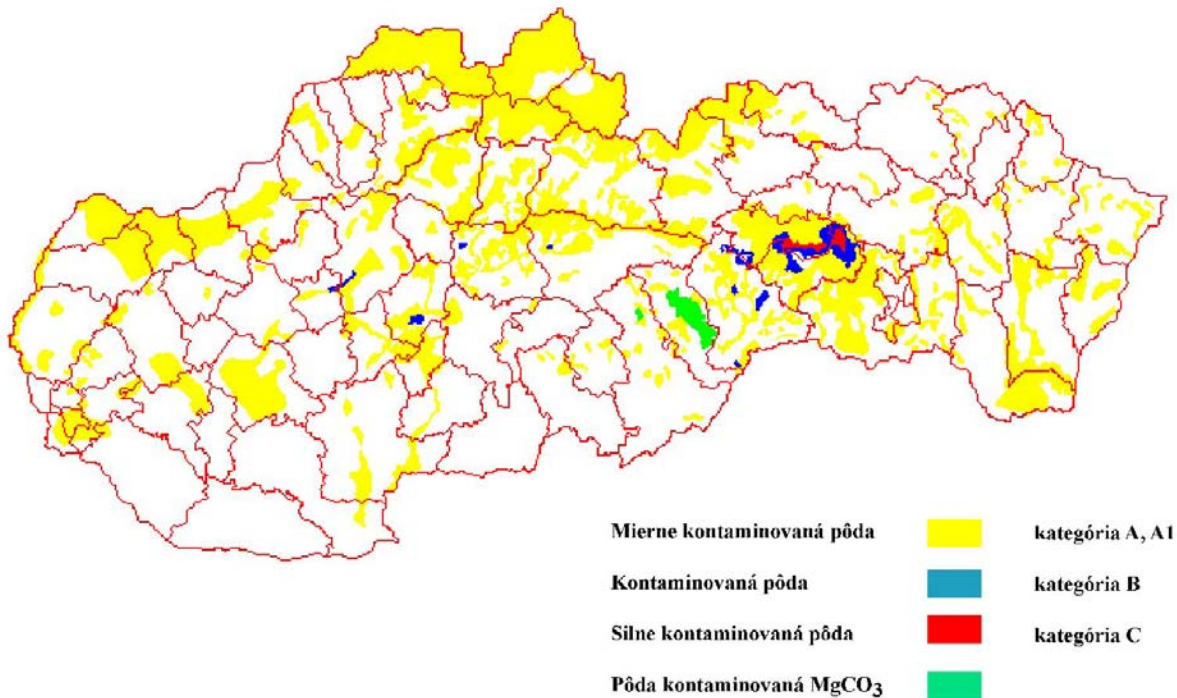 Mierne kontaminovaná pôda kategória A, A1
Kontaminovaná pôda kategória B
Silne kontaminovaná pôda kategória C
Pôda kontaminovaná MgCO3